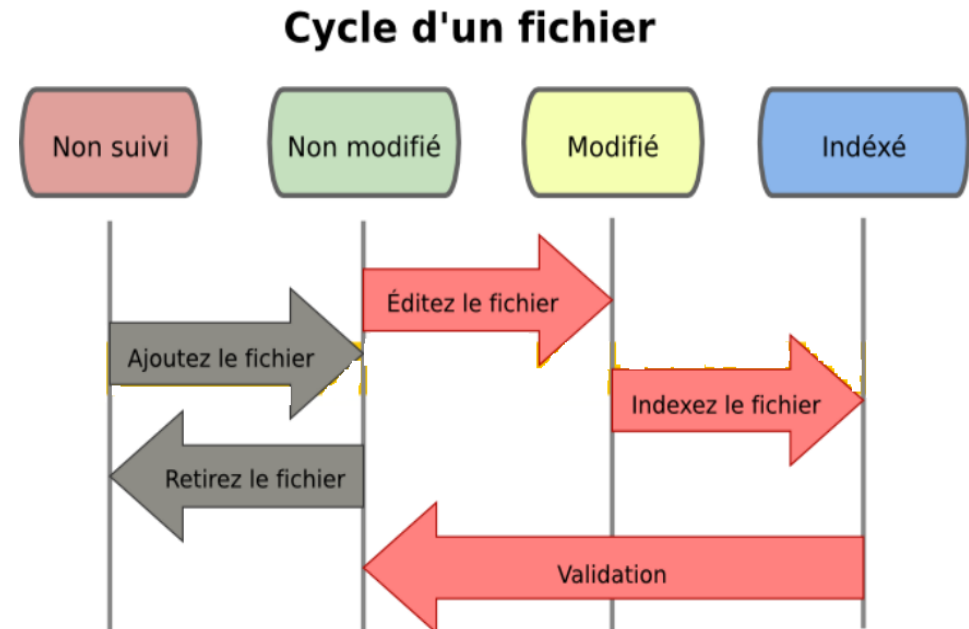 Cycle d'un fichier
Non suivi
Non modifié
Modifié
Indéxé
Éditez le fichier
Ajoutez le fichier
Indexez le fichier
Retirez le fichier
Validation